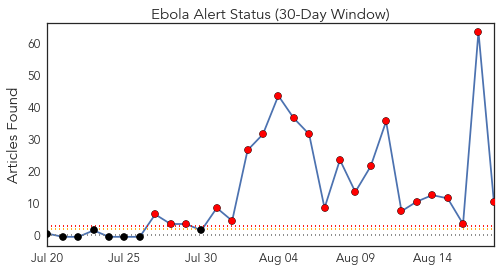 Ebola Alert Status (30-Day Window)
Articles Found
60
50
40
30
20
10
0
Jul 20 Jul 25 Jul 30 Aug 04 Aug 09 Aug 14